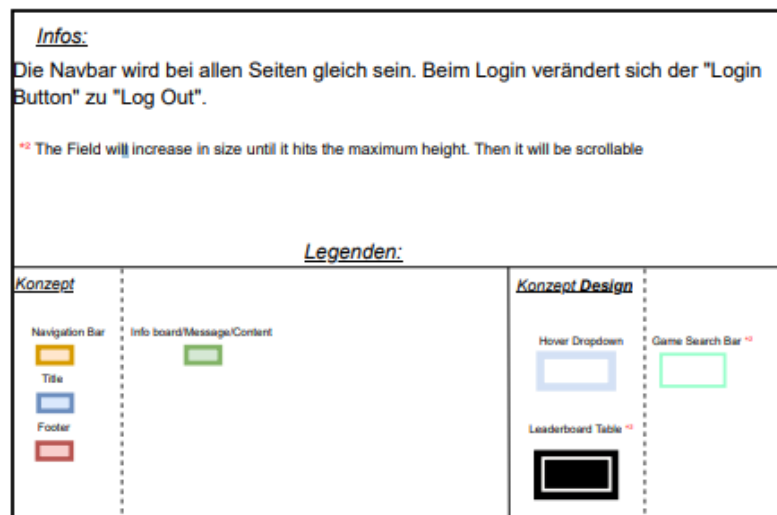 Infos:
Die Navbar wird bei allen Seiten gleich sein. Beim Login verändert sich der "Login
Button" zu "Log Out".
*² The Field will increase in size until it hits the maximum height. Then it will be scrollable
Legenden:
Konzept
Navigation Bar
Title
Footer
Info board/Message/Content
Konzept Design
Hover Dropdown
Game Search Bar *²
Leaderboard Table *²